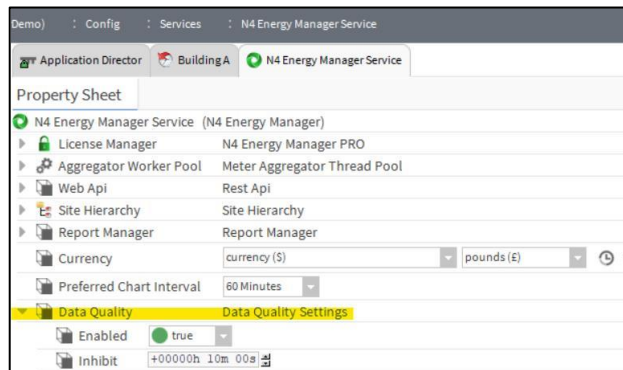 Demo) : Config : Services : N4 Energy Manager Service
Application Director Building A N4 Energy Manager Service
Property Sheet
N4 Energy Manager Service (N4 Energy Manager)
License Manager N4 Energy Manager PRO
Aggregator Worker Pool Meter Aggregator Thread Pool
Web Api Rest Api
Site Hierarchy Site Hierarchy
Report Manager Report Manager
Currency currency ($) pounds (£)
Preferred Chart Interval 60 Minutes
Data Quality Data Quality Settings
Enabled true
Inhibit +00000h 10m 00s